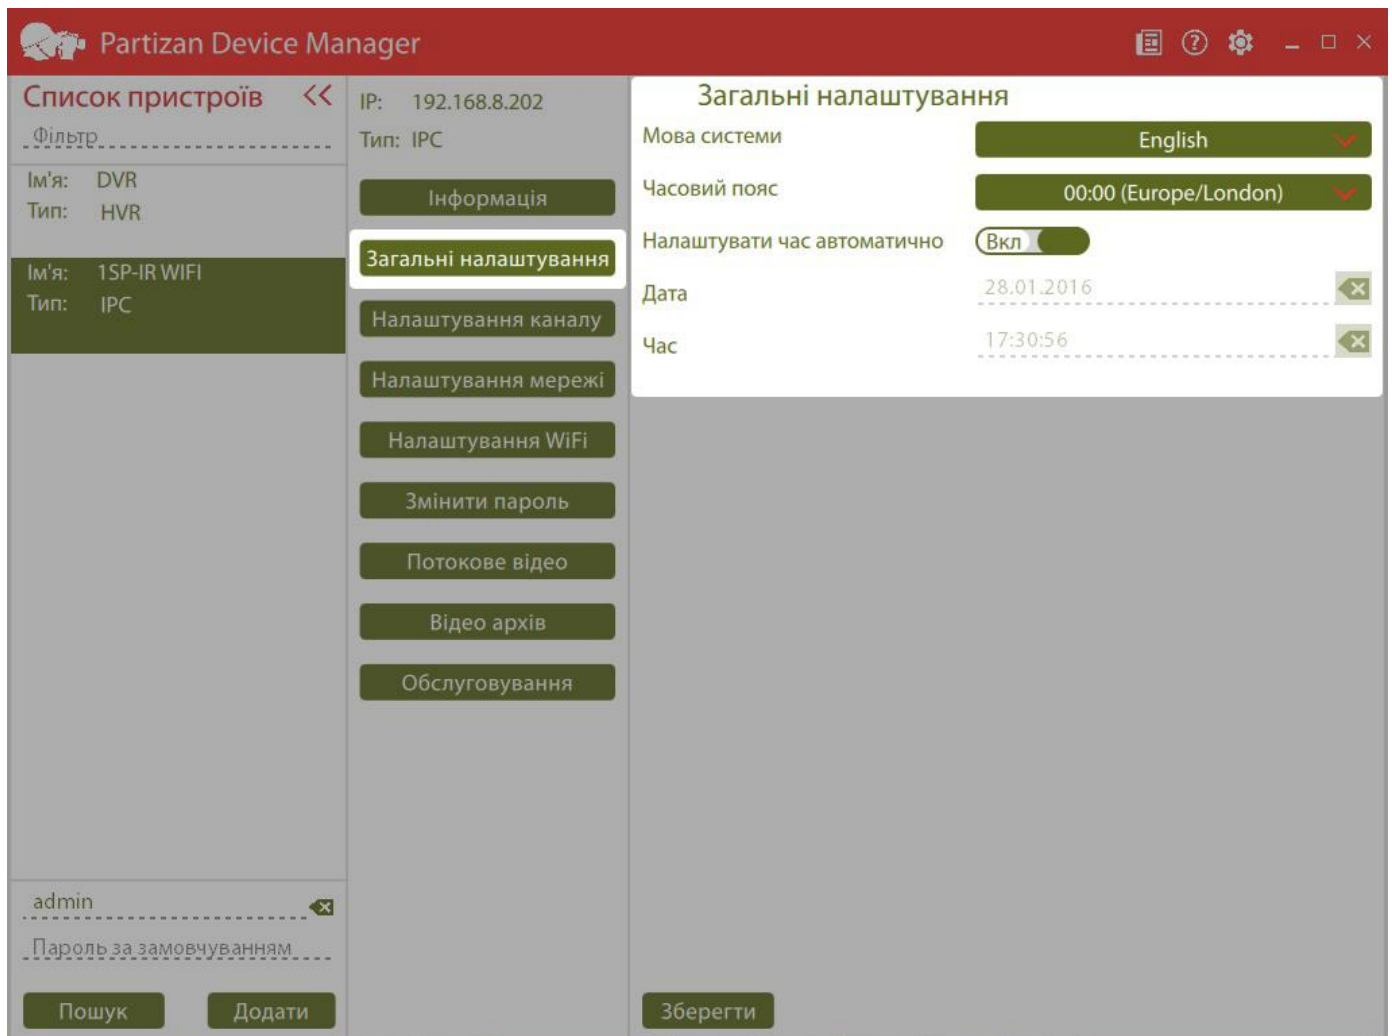 Partizan Device Manager
Список пристроїв <<
Фільтр
Ім'я: DVR
Тип: HVR
Ім'я: 1SP-IR WIFI
Тип: IPC
admin
Пароль за замовчуванням
Пошук Додати
IP: 192.168.8.202
Тип: IPC
Інформація
Загальні налаштування
Налаштування каналу
Налаштування мережі
Налаштування WiFi
Змінити пароль
Потокове відео
Відео архів
Обслуговування
Загальні налаштування
Мова системи English
Часовий пояс 00:00 (Europe/London)
Налаштувати час автоматично Вкл
Дата 28.01.2016
Час 17:30:56
Зберегти